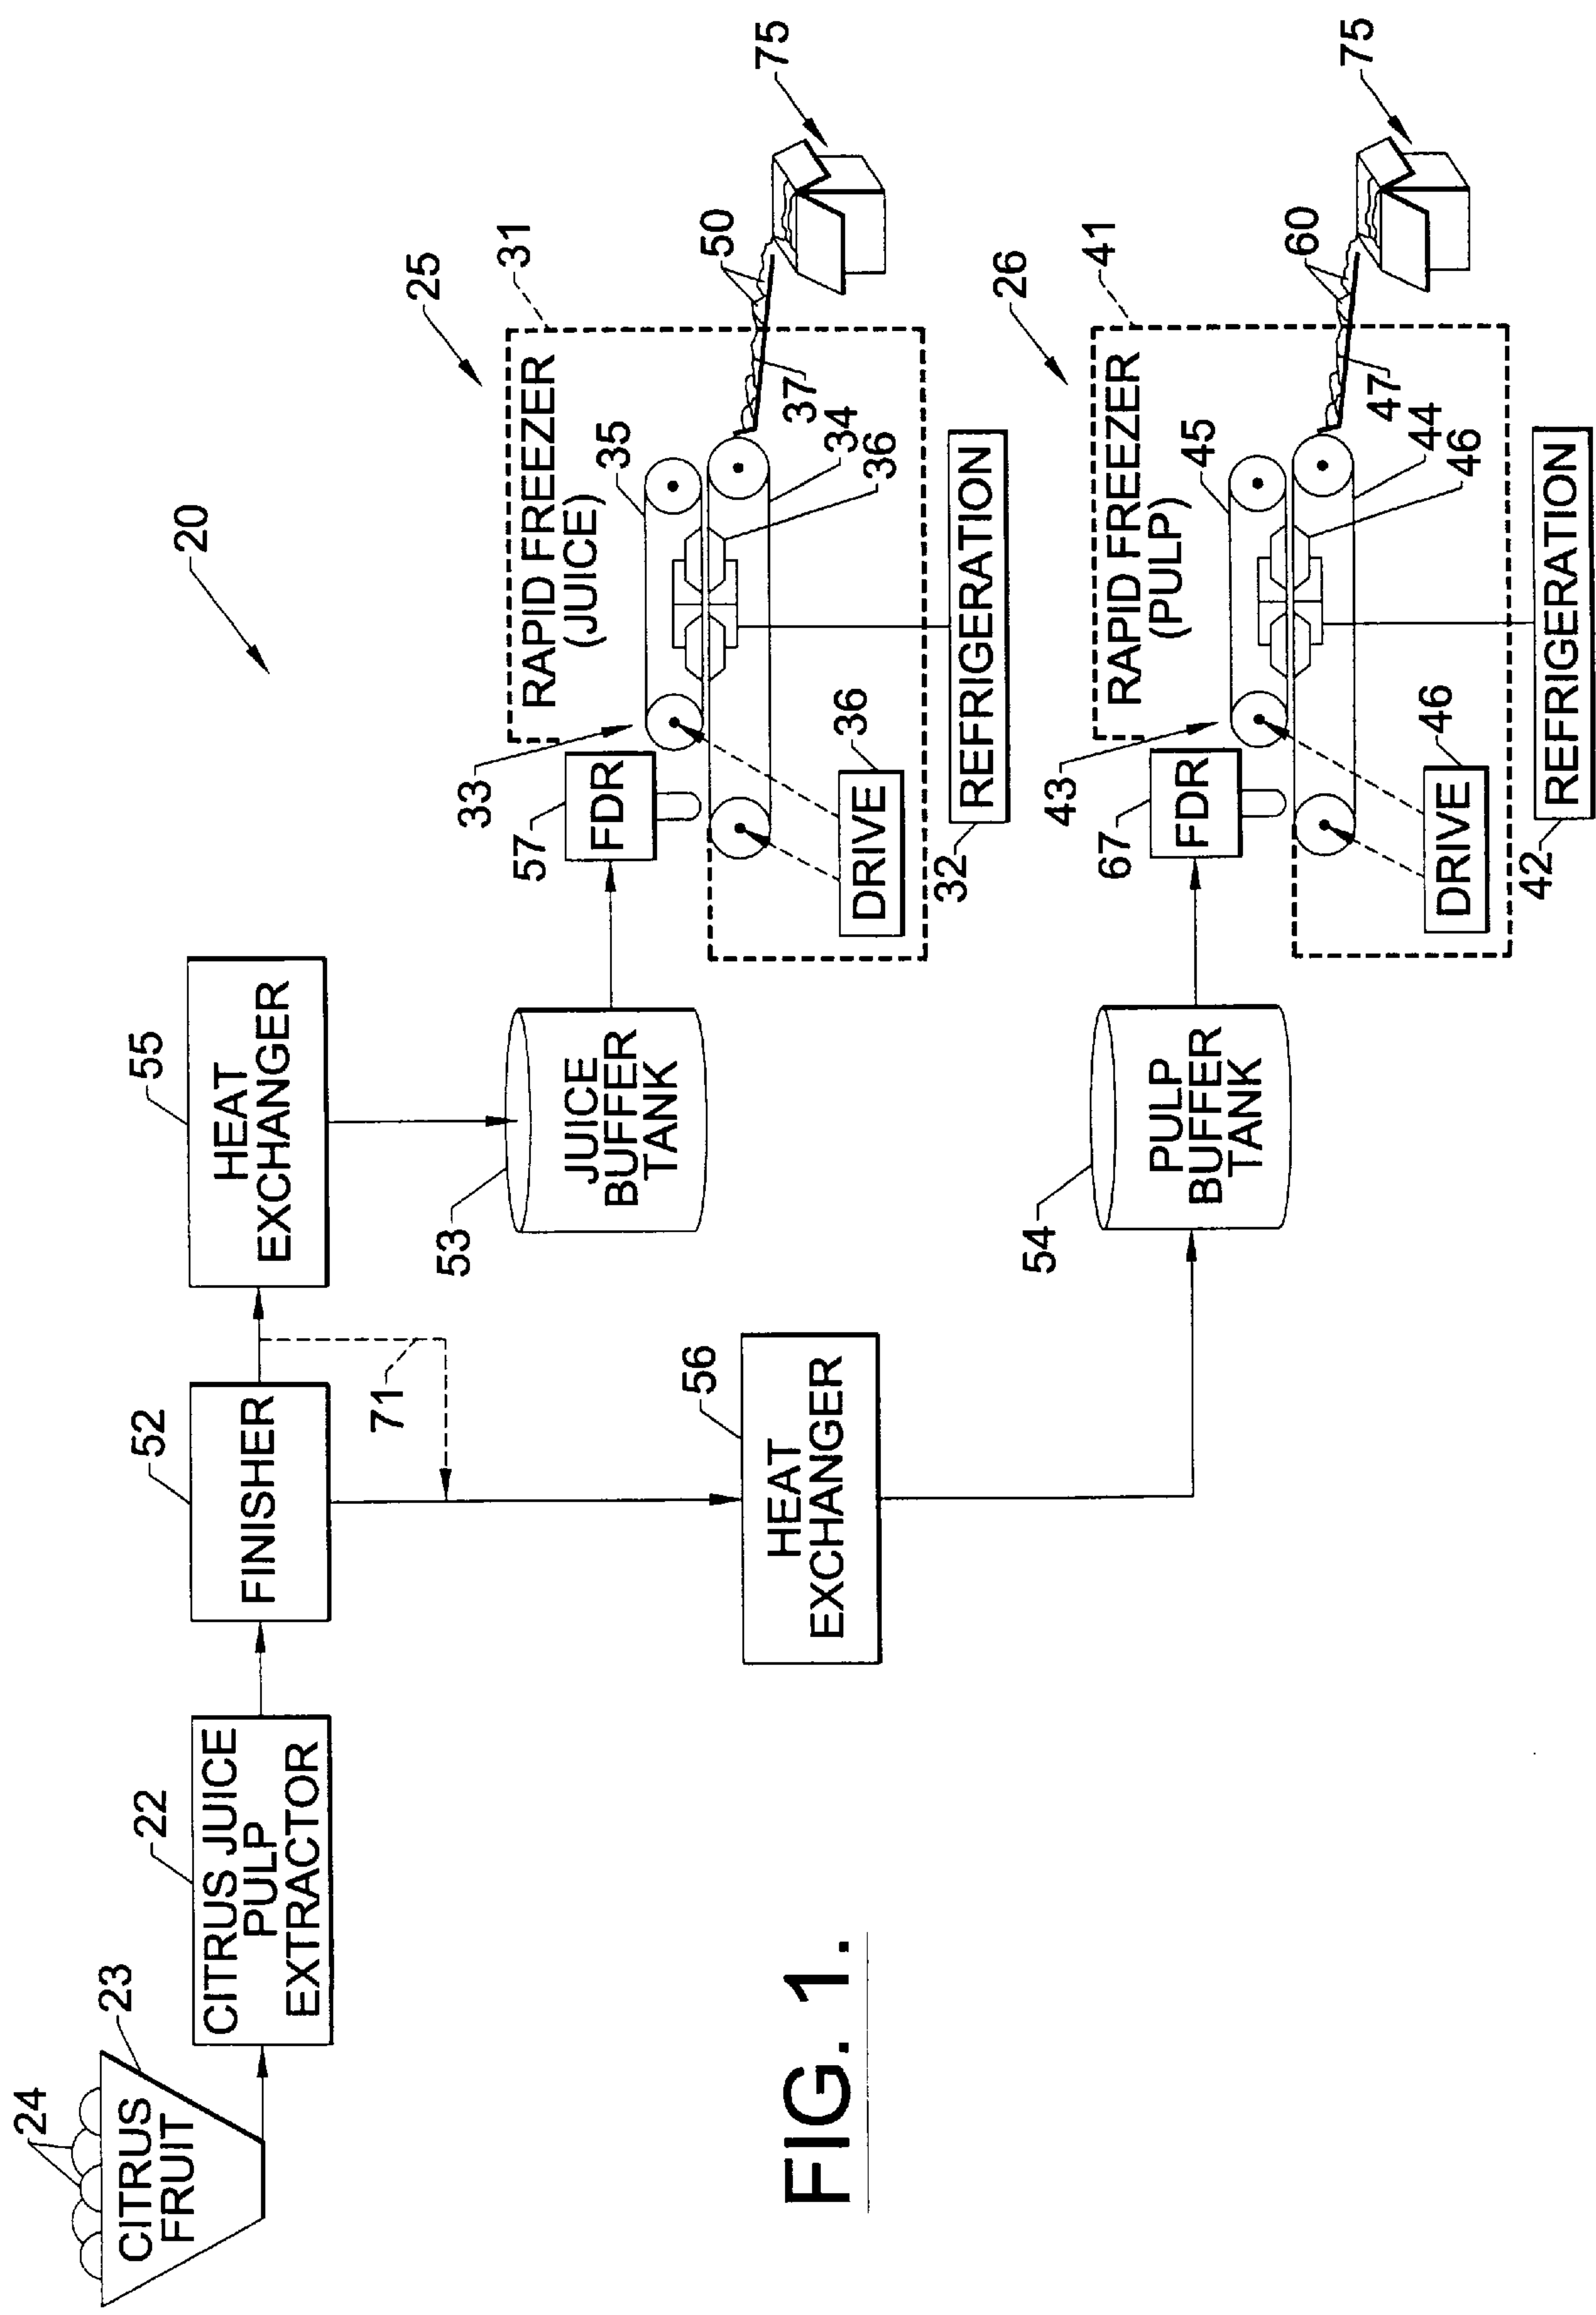 24
CITRUS
FRUIT
23
22
CITRUS JUICE
PULP
EXTRACTOR
52
FINISHER
71
55
HEAT
EXCHANGER
20
53
JUICE
BUFFER
TANK
56
HEAT
EXCHANGER
54
PULP
BUFFER
TANK
25
31
RAPID FREEZER
(JUICE)
33
35
57
FDR
50
75
37
34
36
36
DRIVE
32
REFRIGERATION
26
41
RAPID FREEZER
(PULP)
43
45
67
FDR
60
75
47
44
46
46
DRIVE
42
REFRIGERATION
FIG. 1.